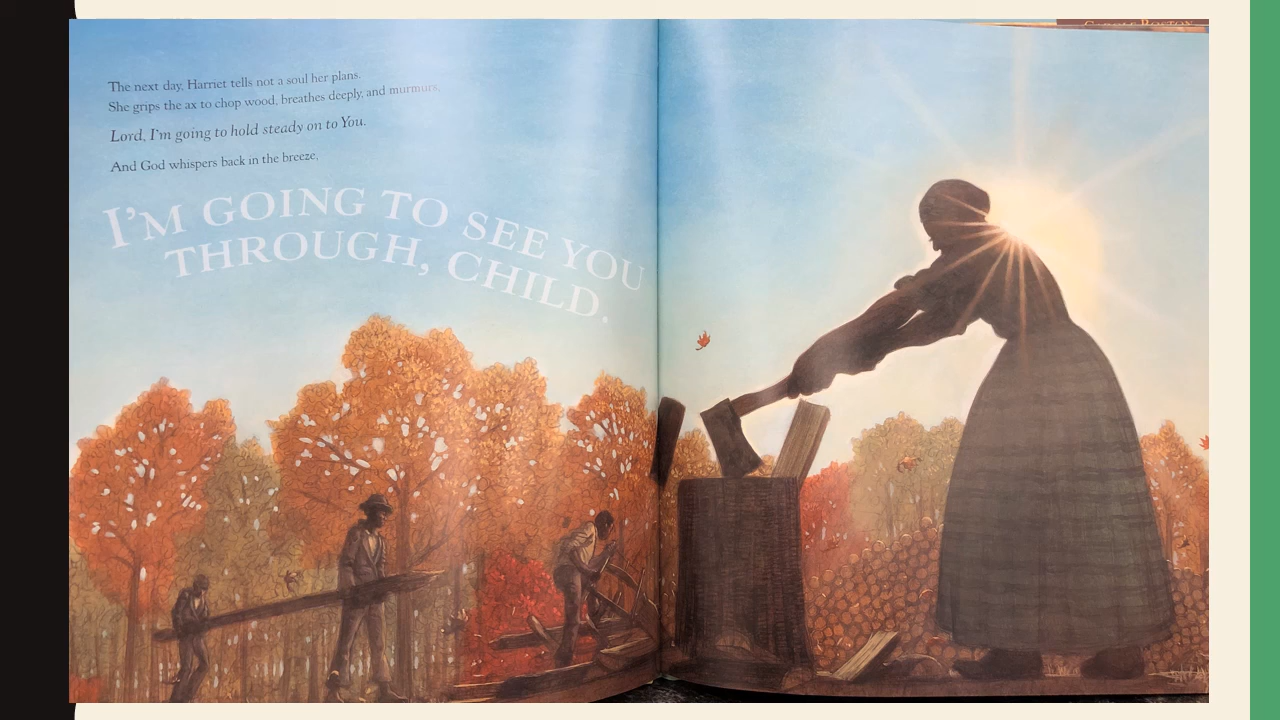 The next day, Harriet tells not a soul her plans.
She grips the ax to chop wood, breathes deeply, and murmurs,
Lord, I'm going to hold steady on to You.
And God whispers back in the breeze,
I'M GOING TO SEE YOU
THROUGH, CHILD.